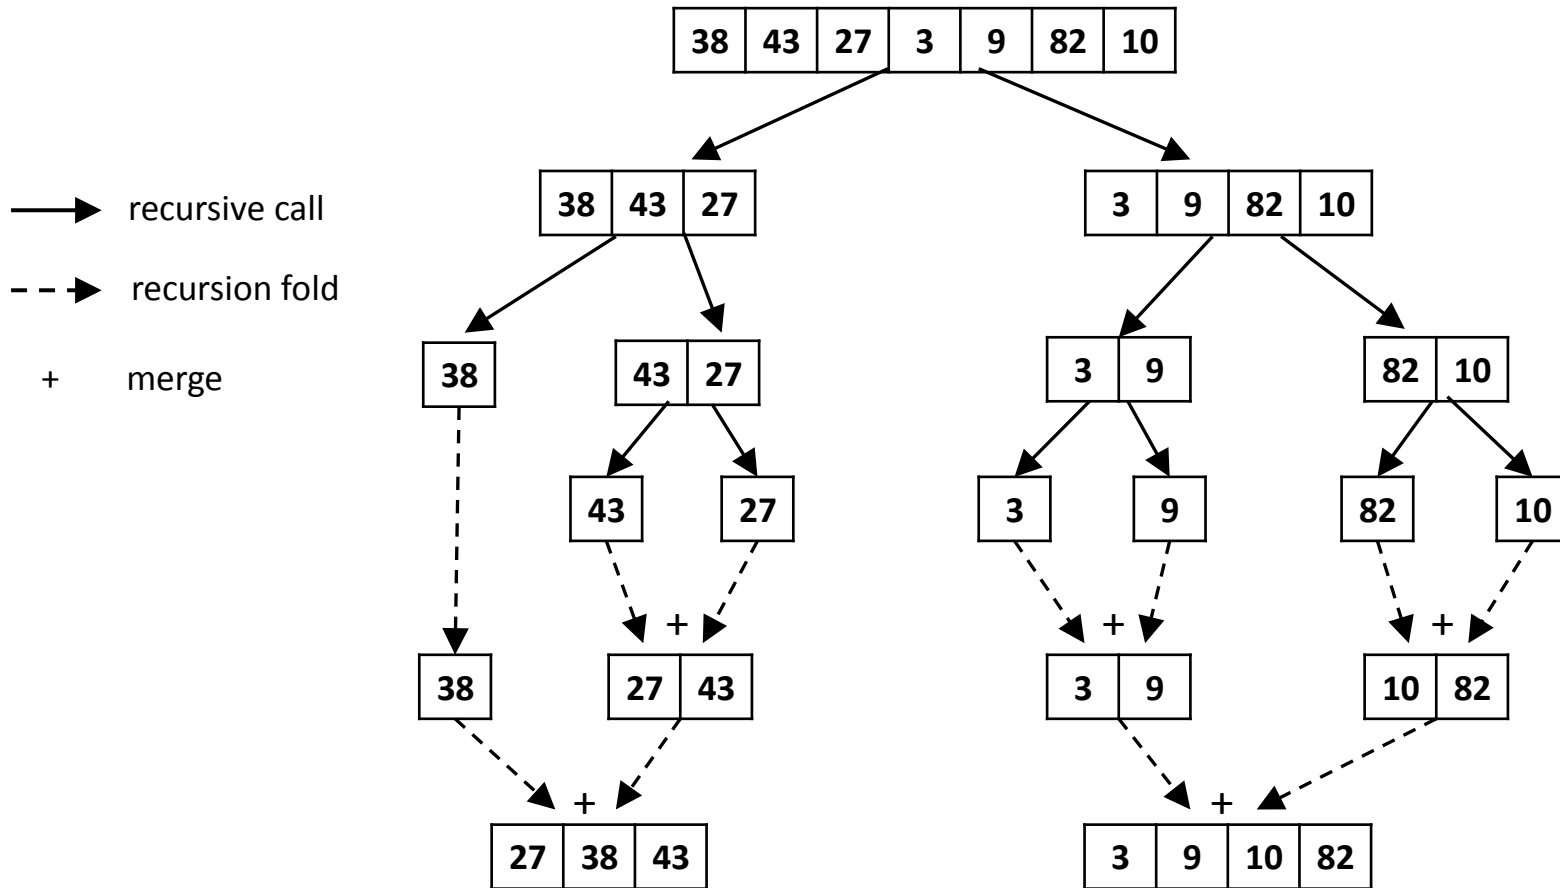 38 43 27 3 9 82 10
38 43 27
3 9 82 10
recursive call
recursion fold
38
43 27
3 9
82 10
+ merge
43
27
3
9
82
10
+
+
+
38
27 43
3 9
10 82
+
+
27 38 43
3 9 10 82